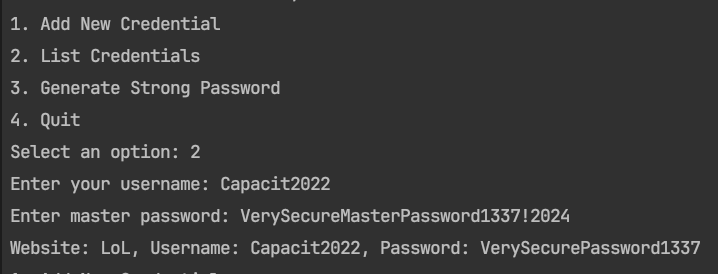 1. Add New Credential
2. List Credentials
3. Generate Strong Password
4. Quit
Select an option: 2
Enter your username: Capacit2022
Enter master password: VerySecureMasterPassword1337!2024
Website: LoL, Username: Capacit2022, Password: VerySecurePassword1337